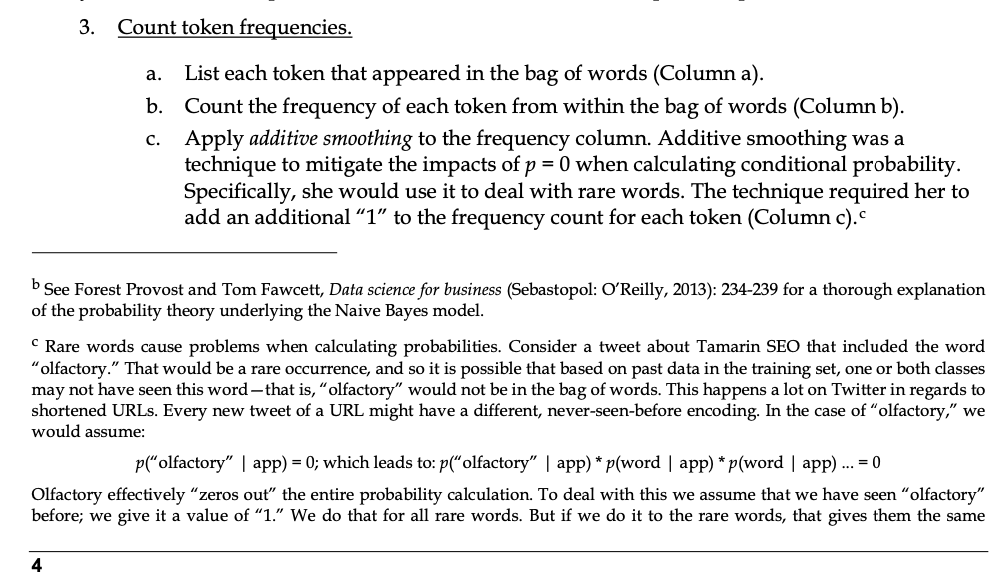 3. Count token frequencies.
a. List each token that appeared in the bag of words (Column a).
b. Count the frequency of each token from within the bag of words (Column b).
c. Apply additive smoothing to the frequency column. Additive smoothing was a
technique to mitigate the impacts of p = 0 when calculating conditional probability.
Specifically, she would use it to deal with rare words. The technique required her to
add an additional “1” to the frequency count for each token (Column c).c
b See Forest Provost and Tom Fawcett, Data science for business (Sebastopol: O’Reilly, 2013): 234-239 for a thorough explanation
of the probability theory underlying the Naive Bayes model.
c Rare words cause problems when calculating probabilities. Consider a tweet about Tamarin SEO that included the word
“olfactory.” That would be a rare occurrence, and so it is possible that based on past data in the training set, one or both classes
may not have seen this word—that is, “olfactory” would not be in the bag of words. This happens a lot on Twitter in regards to
shortened URLs. Every new tweet of a URL might have a different, never-seen-before encoding. In the case of “olfactory,” we
would assume:
p(“olfactory” | app) = 0; which leads to: p(“olfactory” | app) * p(word | app) * p(word | app) ... = 0
Olfactory effectively “zeros out” the entire probability calculation. To deal with this we assume that we have seen “olfactory”
before; we give it a value of “1.” We do that for all rare words. But if we do it to the rare words, that gives them the same
4